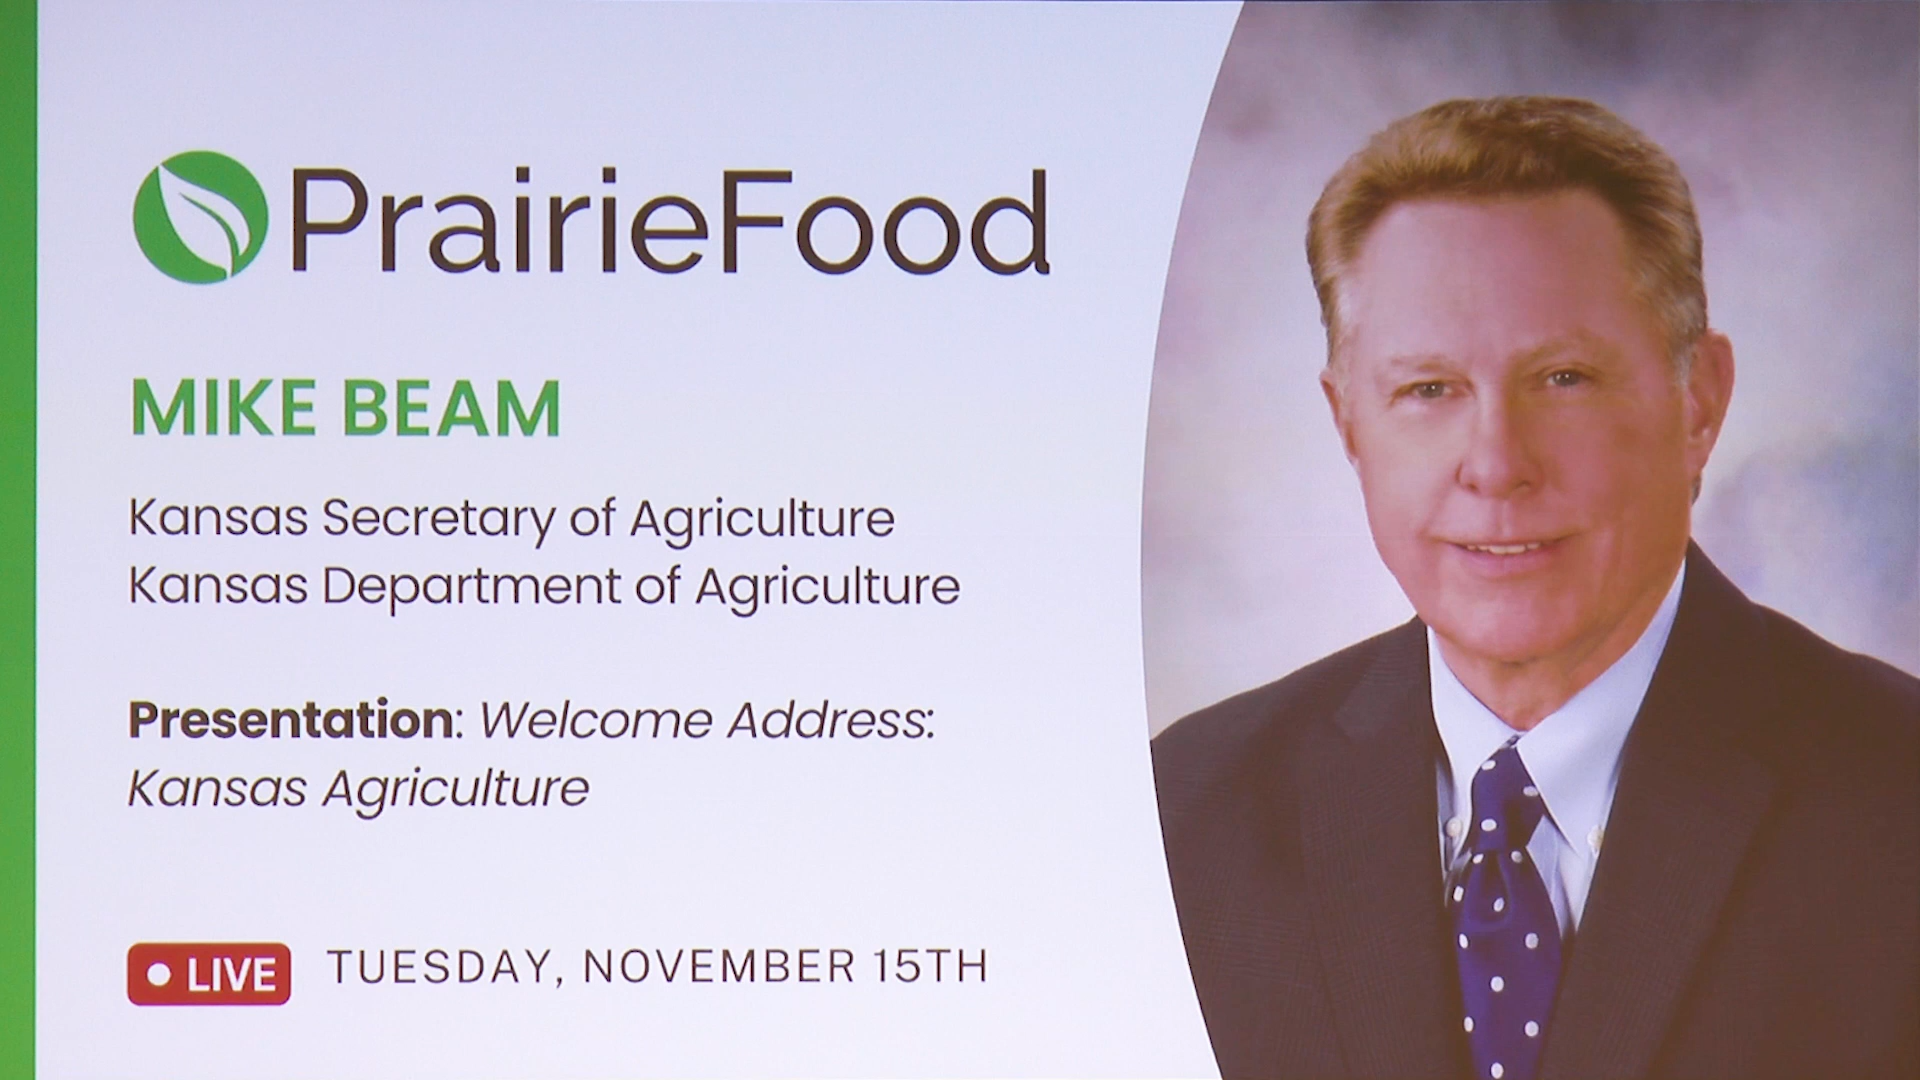 PrairieFood
MIKE BEAM
Kansas Secretary of Agriculture
Kansas Department of Agriculture
Presentation: Welcome Address:
Kansas Agriculture
LIVE TUESDAY, NOVEMBER 15TH